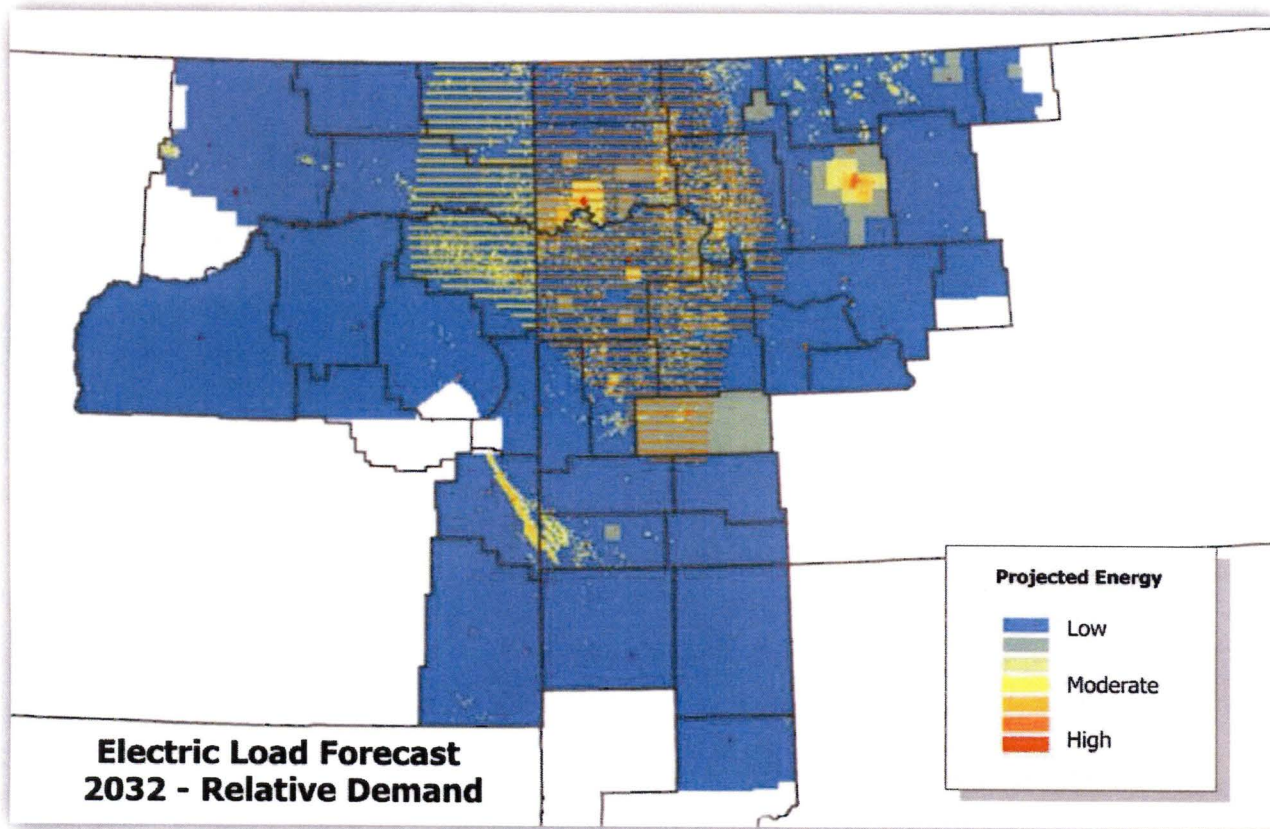 Projected Energy
Low
Moderate
High
Electric Load Forecast
2032 - Relative Demand